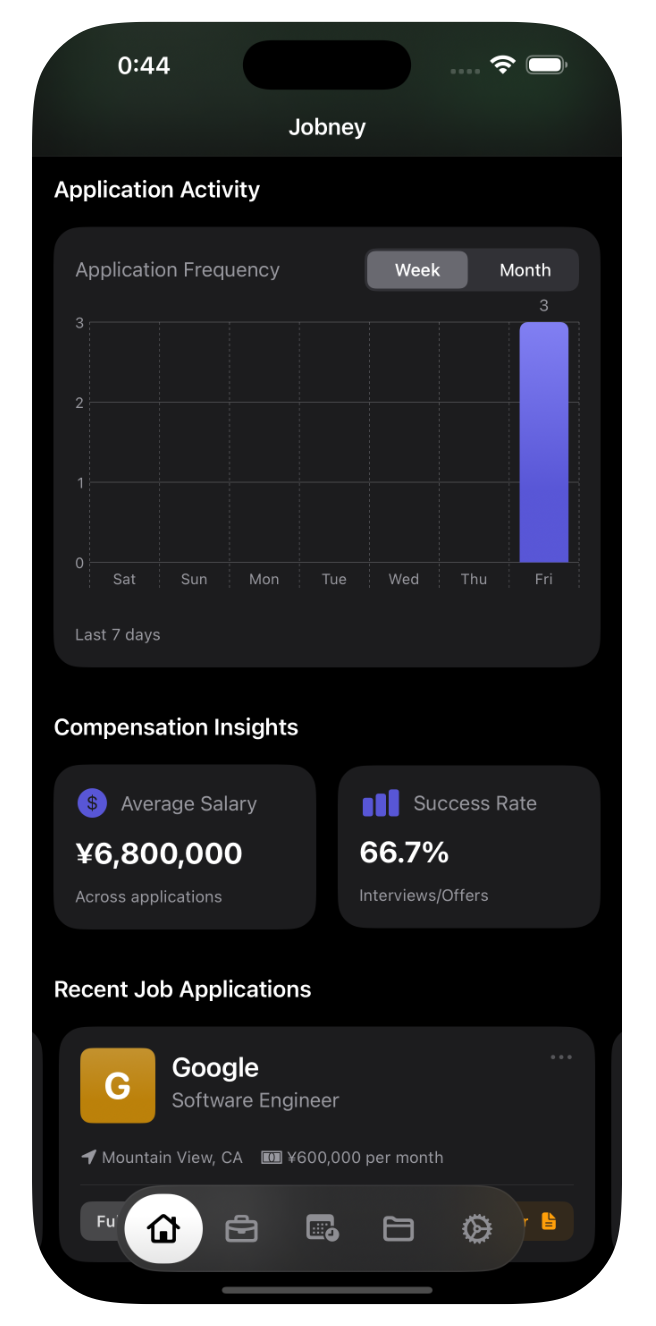 0:44
Jobney
Application Activity
Application Frequency
Week
Month
3
3
2
1
0
Sat Sun Mon Tue Wed Thu Fri
Last 7 days
Compensation Insights
$ Average Salary
¥6,800,000
Across applications
Success Rate
66.7%
Interviews/Offers
Recent Job Applications
G
Google
Software Engineer
Mountain View, CA
¥600,000 per month